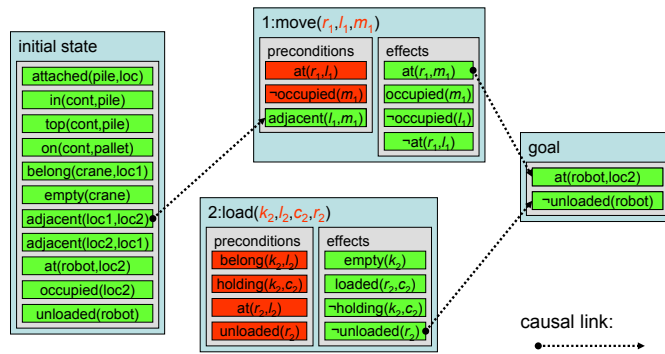 initial state
attached(pile,loc)
in(cont,pile)
top(cont,pile)
on(cont,pallet)
belong(crane,loc1)
empty(crane)
adjacent(loc1,loc2)
adjacent(loc2,loc1)
at(robot,loc2)
occupied(loc2)
unloaded(robot)
1:move(r₁,l₁,m₁)
preconditions
at(r₁,l₁)
¬occupied(m₁)
adjacent(l₁,m₁)
effects
at(r₁,m₁)
occupied(m₁)
¬occupied(l₁)
¬at(r₁,l₁)
2:load(k₂,l₂,c₂,r₂)
preconditions
belong(k₂,l₂)
holding(k₂,c₂)
at(r₂,l₂)
unloaded(r₂)
effects
empty(k₂)
loaded(r₂,c₂)
¬holding(k₂,c₂)
¬unloaded(r₂)
goal
at(robot,loc2)
¬unloaded(robot)
causal link: